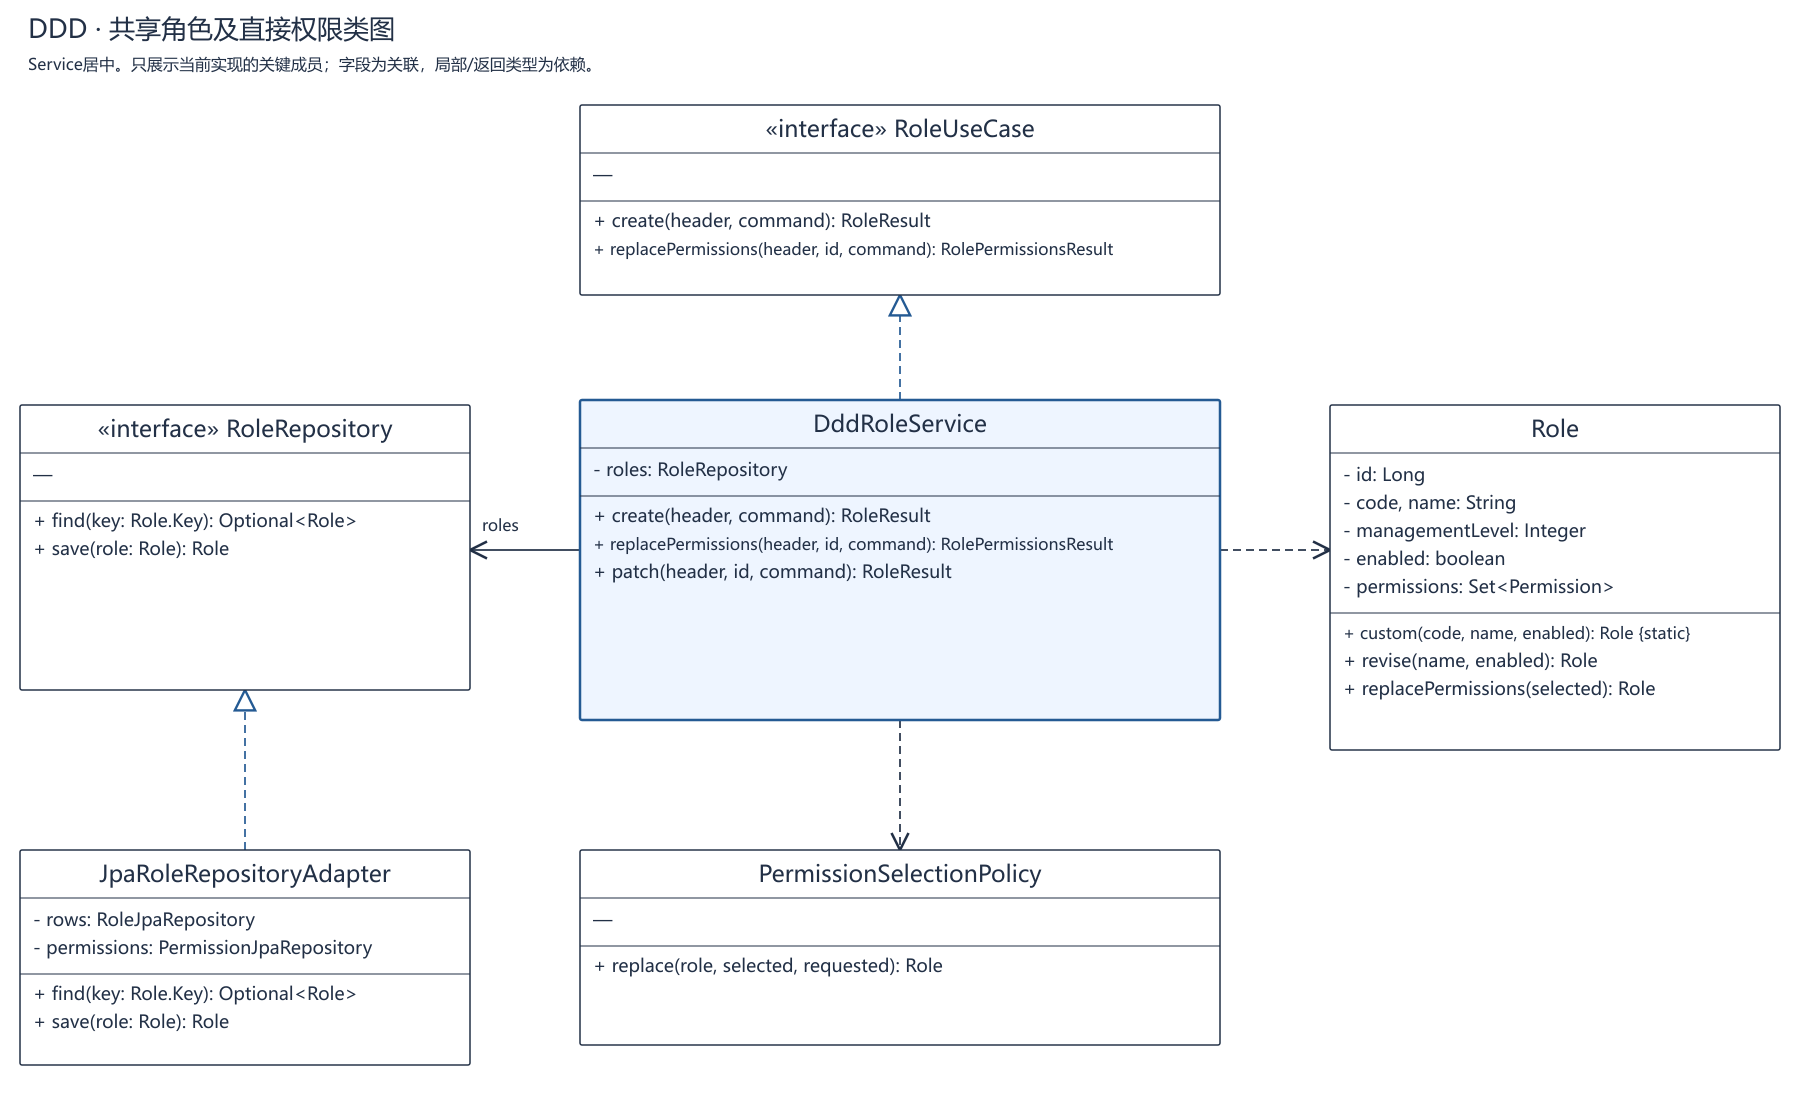 DDD · 共享角色及直接权限类图
Service居中。只展示当前实现的关键成员；字段为关联，局部/返回类型为依赖。
«interface» RoleUseCase
—
+ create(header, command): RoleResult
+ replacePermissions(header, id, command): RolePermissionsResult
«interface» RoleRepository
—
+ find(key: Role.Key): Optional<Role>
+ save(role: Role): Role
roles
DddRoleService
- roles: RoleRepository
+ create(header, command): RoleResult
+ replacePermissions(header, id, command): RolePermissionsResult
+ patch(header, id, command): RoleResult
Role
- id: Long
- code, name: String
- managementLevel: Integer
- enabled: boolean
- permissions: Set<Permission>
+ custom(code, name, enabled): Role {static}
+ revise(name, enabled): Role
+ replacePermissions(selected): Role
JpaRoleRepositoryAdapter
- rows: RoleJpaRepository
- permissions: PermissionJpaRepository
+ find(key: Role.Key): Optional<Role>
+ save(role: Role): Role
PermissionSelectionPolicy
—
+ replace(role, selected, requested): Role